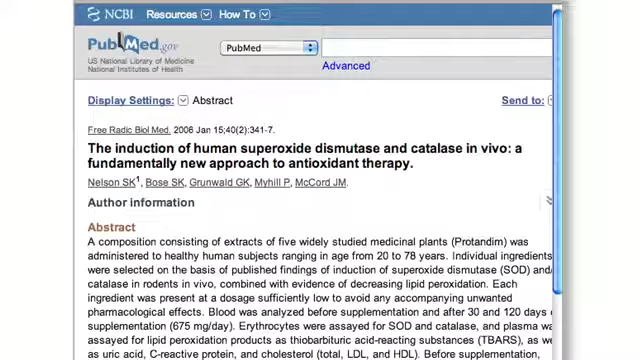 NCBI Resources How To
PubMed.gov
US National Library of Medicine
National Institutes of Health
PubMed
Advanced
Display Settings: Abstract
Send to:
Free Radic Biol Med. 2006 Jan 15;40(2):341-7.
The induction of human superoxide dismutase and catalase in vivo: a
fundamentally new approach to antioxidant therapy.
Nelson SK1, Bose SK, Grunwald GK, Myhill P, McCord JM.
Author information
Abstract
A composition consisting of extracts of five widely studied medicinal plants (Protandim) was
administered to healthy human subjects ranging in age from 20 to 78 years. Individual ingredients
were selected on the basis of published findings of induction of superoxide dismutase (SOD) and/
catalase in rodents in vivo, combined with evidence of decreasing lipid peroxidation. Each
ingredient was present at a dosage sufficiently low to avoid any accompanying unwanted
pharmacological effects. Blood was analyzed before supplementation and after 30 and 120 d
supplementation (675 mg/day). Erythrocytes were assayed for SOD and catalase, and plasma wa
assayed for lipid peroxidation products as thiobarbituric acid-reacting substances (TBARS), as w
as uric acid, C-reactive protein, and cholesterol (total, LDL, and HDL). Before supplementation,